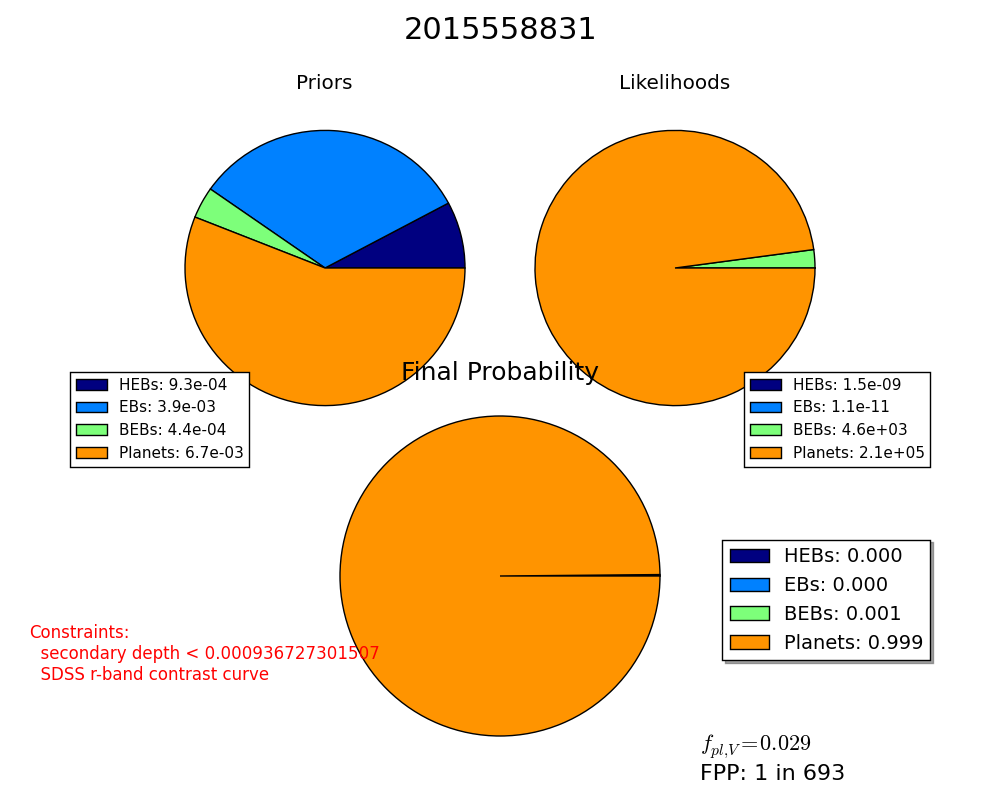 2015558831
Priors
Likelihoods
HEBs: 9.3e-04
EBs: 3.9e-03
BEBs: 4.4e-04
Planets: 6.7e-03
HEBs: 1.5e-09
EBs: 1.1e-11
BEBs: 4.6e+03
Planets: 2.1e+05
Final Probability
HEBs: 0.000
EBs: 0.000
BEBs: 0.001
Planets: 0.999
Constraints:
secondary depth < 0.000936727301507
SDSS r-band contrast curve
f_{pl,V}=0.029
FPP: 1 in 693